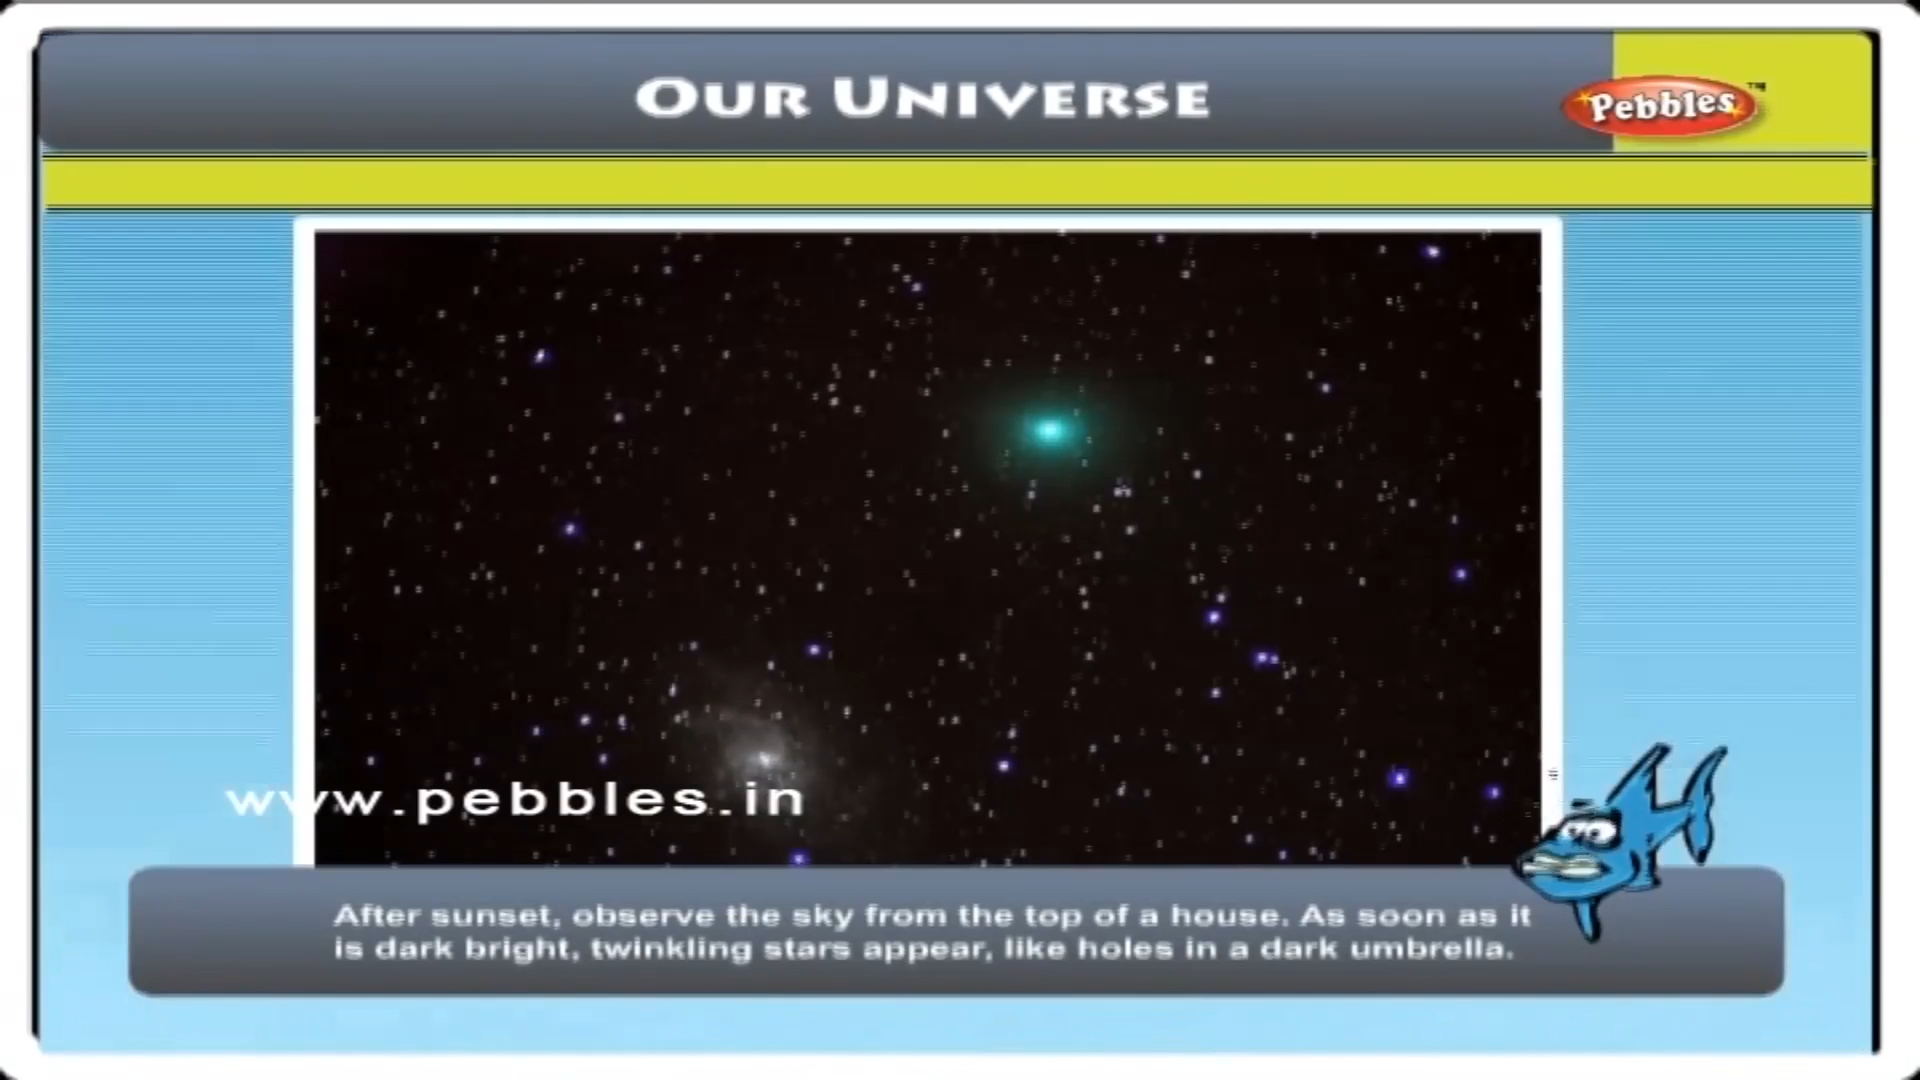 OUR UNIVERSE
Pebbles™
www.pebbles.in
After sunset, observe the sky from the top of a house. As soon as it
is dark bright, twinkling stars appear, like holes in a dark umbrella.